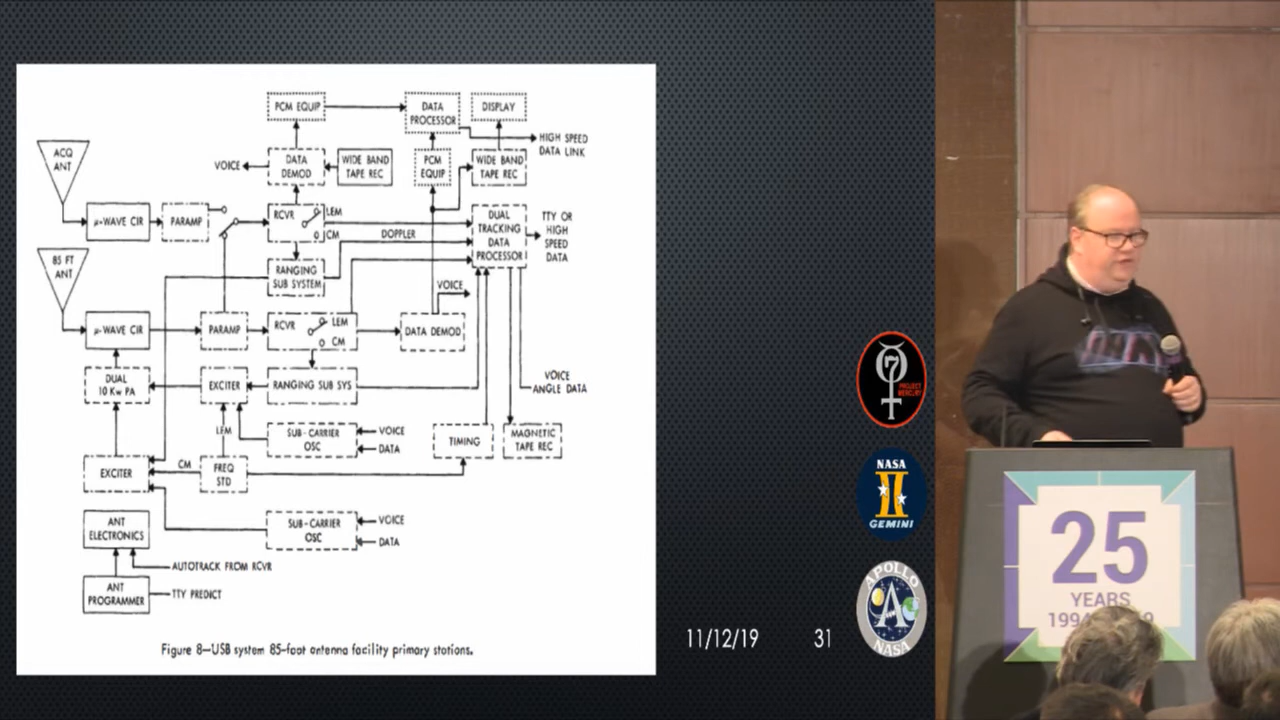 PCM EQUIP
DATA
PROCESSOR
DISPLAY
HIGH SPEED
DATA LINK
ACQ
ANT
VOICE
DATA
DEMOD
WIDE BAND
TAPE REC
PCM
EQUIP
WIDE BAND
TAPE REC
μ-WAVE CIR
PARAMP
RCVR
LEM
CM
DOPPLER
DUAL
TRACKING
DATA
PROCESSOR
TTY OR
HIGH
SPEED
DATA
85 FT
ANT
RANGING
SUB SYSTEM
VOICE
μ-WAVE CIR
PARAMP
RCVR
LEM
CM
DATA DEMOD
DUAL
10 Kw PA
EXCITER
RANGING SUB SYS
VOICE
ANGLE DATA
LEM
SUB-CARRIER
OSC
VOICE
DATA
TIMING
MAGNETIC
TAPE REC
EXCITER
CM
FREQ
STD
ANT
ELECTRONICS
SUB-CARRIER
OSC
VOICE
DATA
AUTOTRACK FROM RCVR
ANT
PROGRAMMER
TTY PREDICT
Figure 8—USB system 85-foot antenna facility primary stations.
11/12/19
31
7
PROJECT
MERCURY
NASA
II
GEMINI
APOLLO
A
NASA
25
YEARS